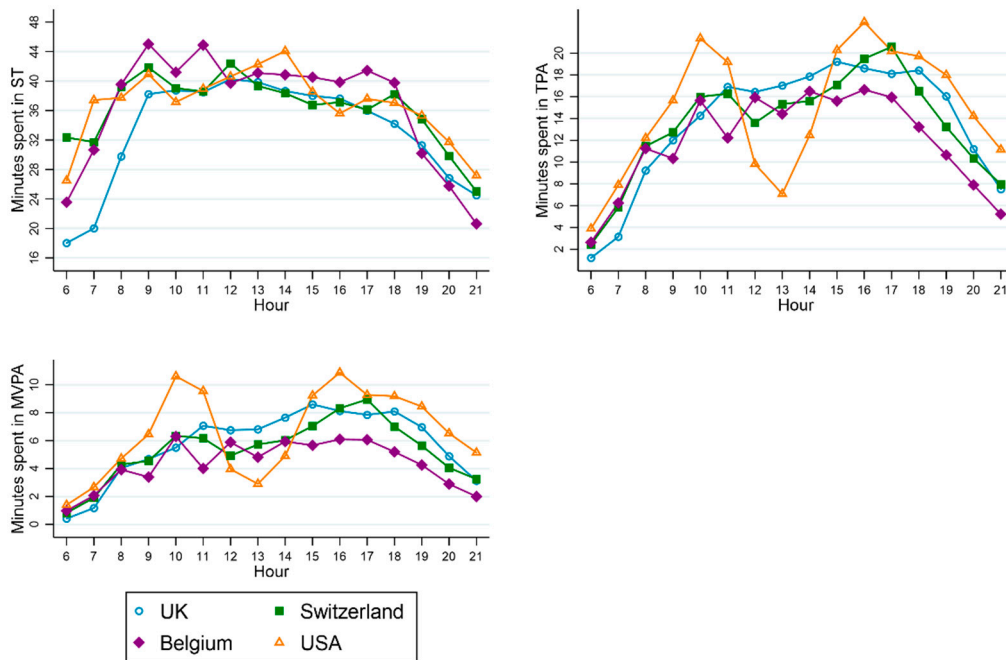 Minutes spent in ST
48
44
40
36
32
28
24
20
16
6 7 8 9 10 11 12 13 14 15 16 17 18 19 20 21
Hour
Minutes spent in TPA
20
18
16
14
12
10
8
6
4
2
6 7 8 9 10 11 12 13 14 15 16 17 18 19 20 21
Hour
Minutes spent in MVPA
10
8
6
4
2
0
6 7 8 9 10 11 12 13 14 15 16 17 18 19 20 21
Hour
UK Switzerland
Belgium USA